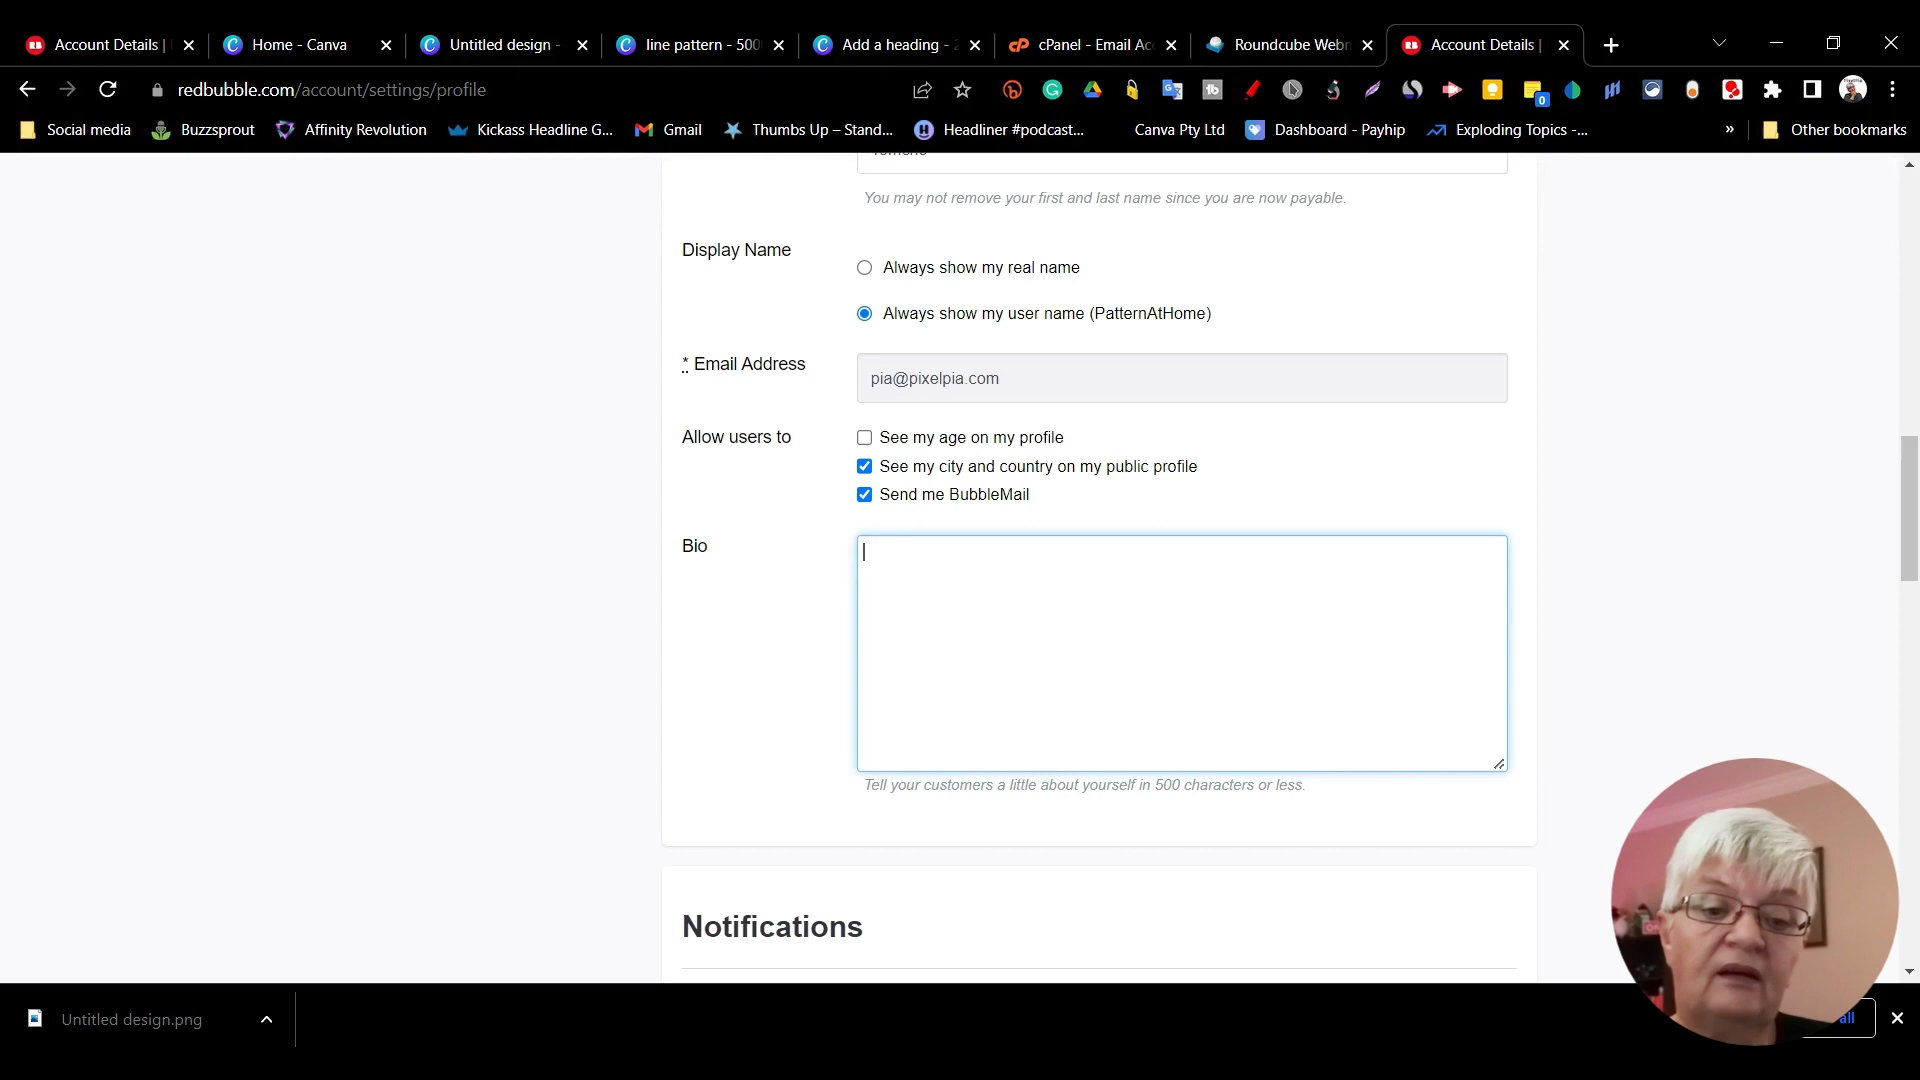 Account Details |
Home - Canva
Untitled design -
line pattern - 500
Add a heading - 2
cPanel - Email Ac
Roundcube Webm
Account Details |
redbubble.com/account/settings/profile
0
Social media
Buzzsprout
Affinity Revolution
Kickass Headline G...
Gmail
Thumbs Up – Stand...
Headliner #podcast...
Canva Pty Ltd
Dashboard - Payhip
Exploding Topics -...
»
Other bookmarks
You may not remove your first and last name since you are now payable.
Display Name
Always show my real name
Always show my user name (PatternAtHome)
* Email Address
pia@pixelpia.com
Allow users to
See my age on my profile
See my city and country on my public profile
Send me BubbleMail
Bio
Tell your customers a little about yourself in 500 characters or less.
Notifications
Untitled design.png
all